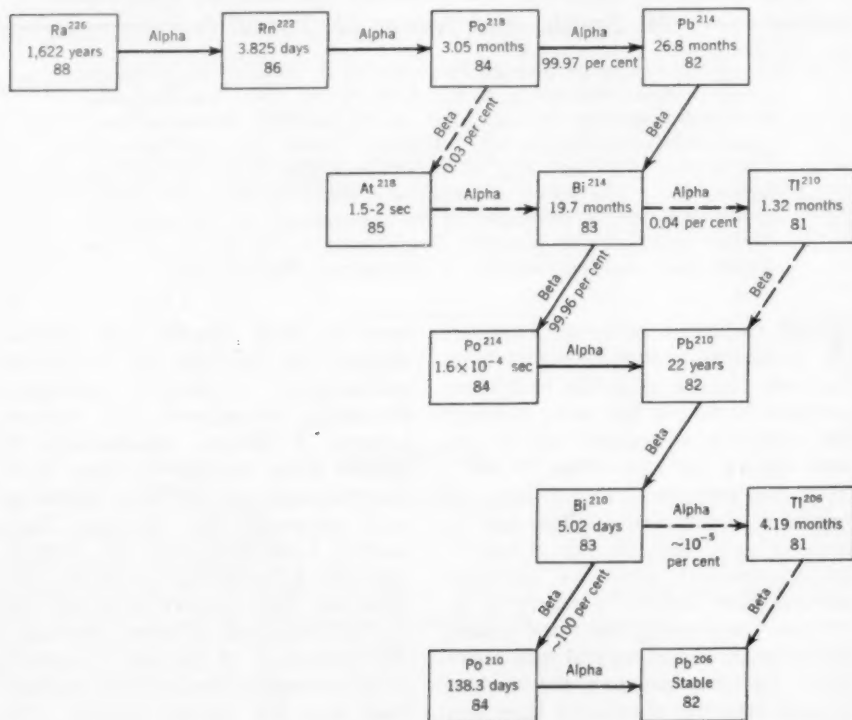 Ra226
1,622 years
88
Alpha
Rn222
3.825 days
86
Alpha
Po218
3.05 months
84
Alpha
99.97 per cent
Pb214
26.8 months
82
Beta
0.03 per cent
Beta
At218
1.5-2 sec
85
Alpha
Bi214
19.7 months
83
Alpha
0.04 per cent
Tl210
1.32 months
81
Beta
99.96 per cent
Beta
Po214
1.6×10-4 sec
84
Alpha
Pb210
22 years
82
Beta
Bi210
5.02 days
83
Alpha
~10-5
per cent
Tl206
4.19 months
81
Beta
~100 per cent
Beta
Po210
138.3 days
84
Alpha
Pb206
Stable
82